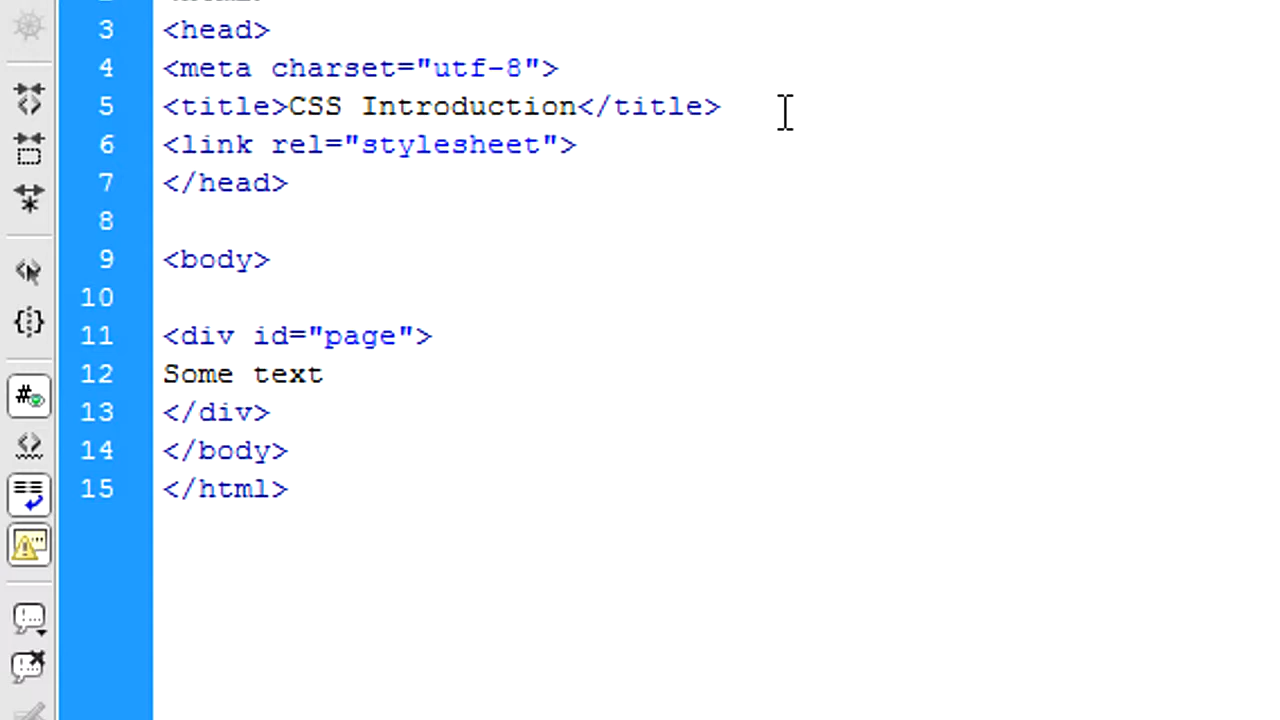 3 <head>
4 <meta charset="utf-8">
5 <title>CSS Introduction</title>
6 <link rel="stylesheet">
7 </head>
8
9 <body>
10
11 <div id="page">
12 Some text
13 </div>
14 </body>
15 </html>